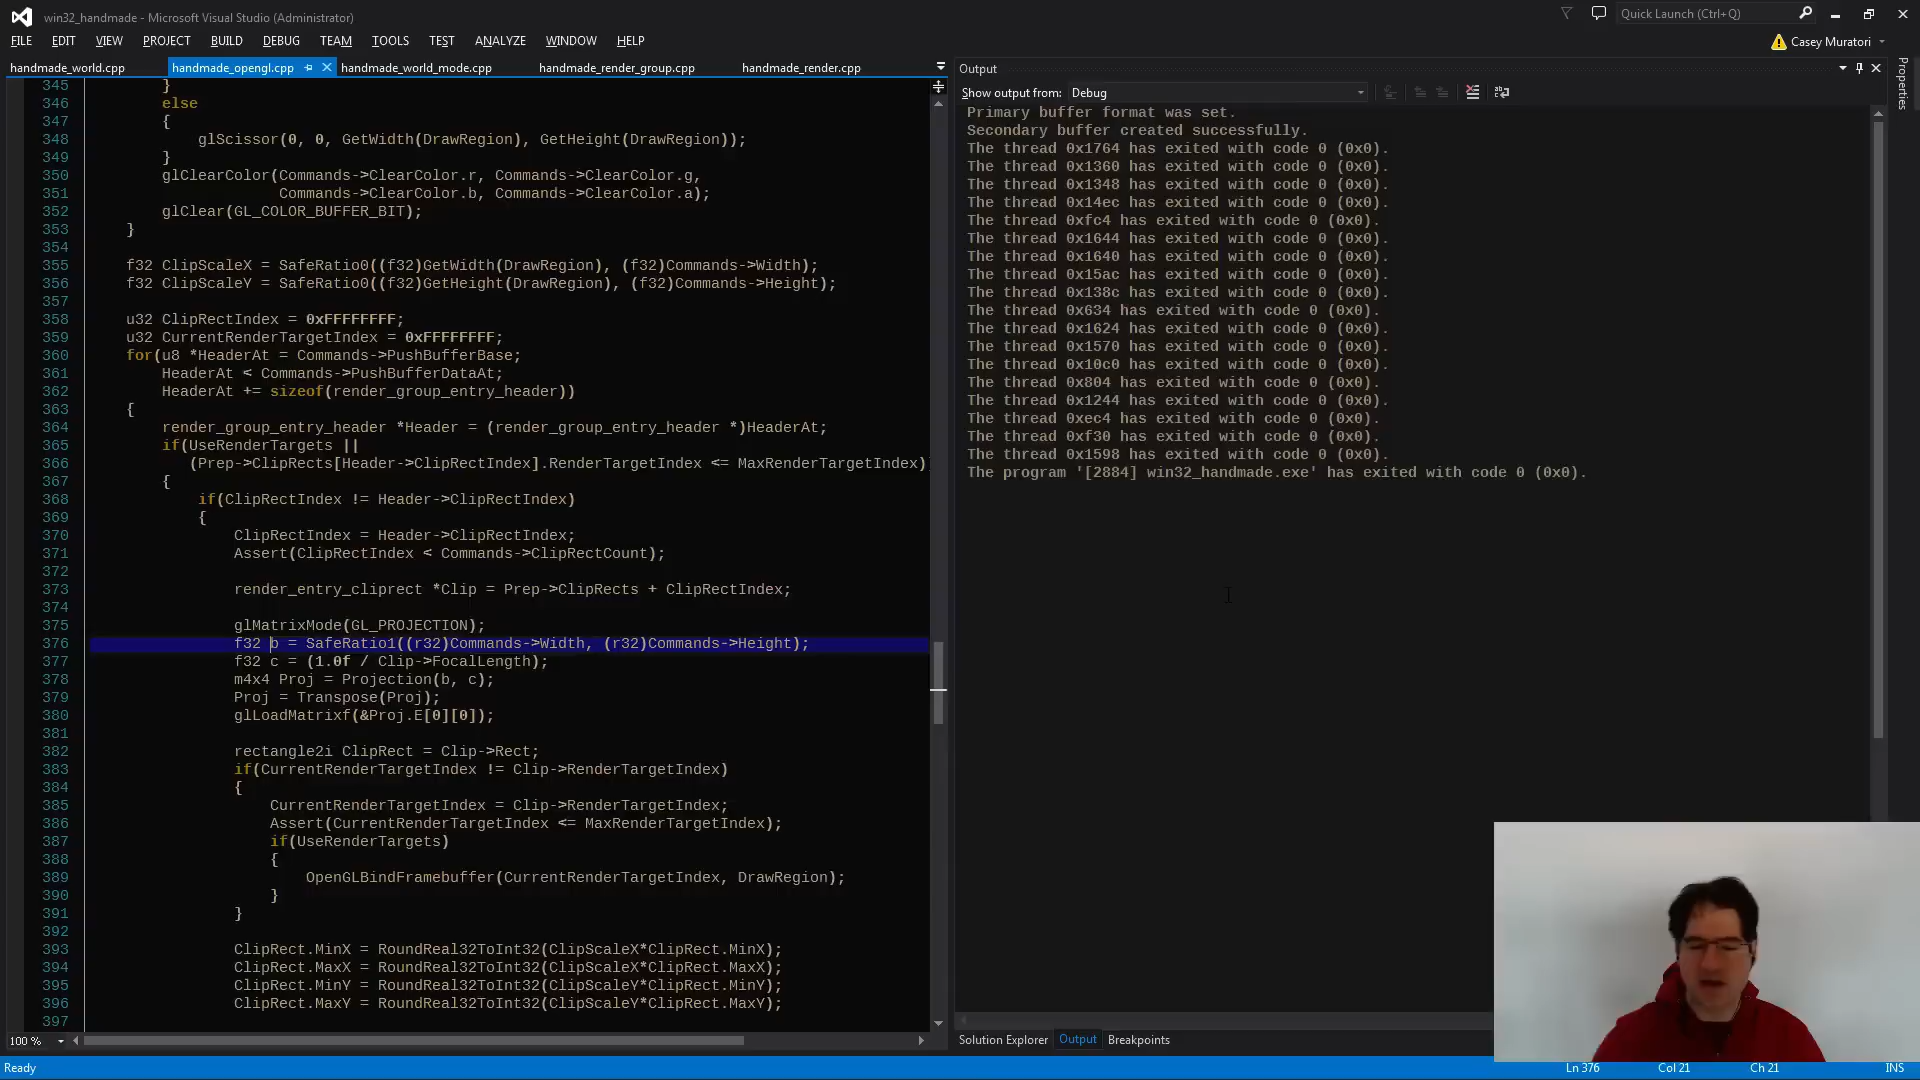 win32_handmade - Microsoft Visual Studio (Administrator)
Quick Launch (Ctrl+Q)
FILE EDIT VIEW PROJECT BUILD DEBUG TEAM TOOLS TEST ANALYZE WINDOW HELP
Casey Muratori
handmade_world.cpp handmade_opengl.cpp handmade_world_mode.cpp handmade_render_group.cpp handmade_render.cpp
345 }
346 else
347 {
348 glScissor(0, 0, GetWidth(DrawRegion), GetHeight(DrawRegion));
349 }
350 glClearColor(Commands->ClearColor.r, Commands->ClearColor.g,
351 Commands->ClearColor.b, Commands->ClearColor.a);
352 glClear(GL_COLOR_BUFFER_BIT);
353 }
354
355 f32 ClipScaleX = SafeRatio0((f32)GetWidth(DrawRegion), (f32)Commands->Width);
356 f32 ClipScaleY = SafeRatio0((f32)GetHeight(DrawRegion), (f32)Commands->Height);
357
358 u32 ClipRectIndex = 0xFFFFFFFF;
359 u32 CurrentRenderTargetIndex = 0xFFFFFFFF;
360 for(u8 *HeaderAt = Commands->PushBufferBase;
361 HeaderAt < Commands->PushBufferDataAt;
362 HeaderAt += sizeof(render_group_entry_header))
363 {
364 render_group_entry_header *Header = (render_group_entry_header *)HeaderAt;
365 if(UseRenderTargets ||
366 (Prep->ClipRects[Header->ClipRectIndex].RenderTargetIndex <= MaxRenderTargetIndex)
367 {
368 if(ClipRectIndex != Header->ClipRectIndex)
369 {
370 ClipRectIndex = Header->ClipRectIndex;
371 Assert(ClipRectIndex < Commands->ClipRectCount);
372
373 render_entry_cliprect *Clip = Prep->ClipRects + ClipRectIndex;
374
375 glMatrixMode(GL_PROJECTION);
376 f32 b = SafeRatio1((r32)Commands->Width, (r32)Commands->Height);
377 f32 c = (1.0f / Clip->FocalLength);
378 m4x4 Proj = Projection(b, c);
379 Proj = Transpose(Proj);
380 glLoadMatrixf(&Proj.E[0][0]);
381
382 rectangle2i ClipRect = Clip->Rect;
383 if(CurrentRenderTargetIndex != Clip->RenderTargetIndex)
384 {
385 CurrentRenderTargetIndex = Clip->RenderTargetIndex;
386 Assert(CurrentRenderTargetIndex <= MaxRenderTargetIndex);
387 if(UseRenderTargets)
388 {
389 OpenGLBindFramebuffer(CurrentRenderTargetIndex, DrawRegion);
390 }
391 }
392
393 ClipRect.MinX = RoundReal32ToInt32(ClipScaleX*ClipRect.MinX);
394 ClipRect.MaxX = RoundReal32ToInt32(ClipScaleX*ClipRect.MaxX);
395 ClipRect.MinY = RoundReal32ToInt32(ClipScaleY*ClipRect.MinY);
396 ClipRect.MaxY = RoundReal32ToInt32(ClipScaleY*ClipRect.MaxY);
397
100 %
Output
Show output from: Debug
Primary buffer format was set.
Secondary buffer created successfully.
The thread 0x1764 has exited with code 0 (0x0).
The thread 0x1360 has exited with code 0 (0x0).
The thread 0x1348 has exited with code 0 (0x0).
The thread 0x14ec has exited with code 0 (0x0).
The thread 0xfc4 has exited with code 0 (0x0).
The thread 0x1644 has exited with code 0 (0x0).
The thread 0x1640 has exited with code 0 (0x0).
The thread 0x15ac has exited with code 0 (0x0).
The thread 0x138c has exited with code 0 (0x0).
The thread 0x634 has exited with code 0 (0x0).
The thread 0x1624 has exited with code 0 (0x0).
The thread 0x1570 has exited with code 0 (0x0).
The thread 0x10c0 has exited with code 0 (0x0).
The thread 0x804 has exited with code 0 (0x0).
The thread 0x1244 has exited with code 0 (0x0).
The thread 0xec4 has exited with code 0 (0x0).
The thread 0xf30 has exited with code 0 (0x0).
The thread 0x1598 has exited with code 0 (0x0).
The program '[2884] win32_handmade.exe' has exited with code 0 (0x0).
Properties
Solution Explorer Output Breakpoints
Ready
Ln 376 Col 21 Ch 21 INS